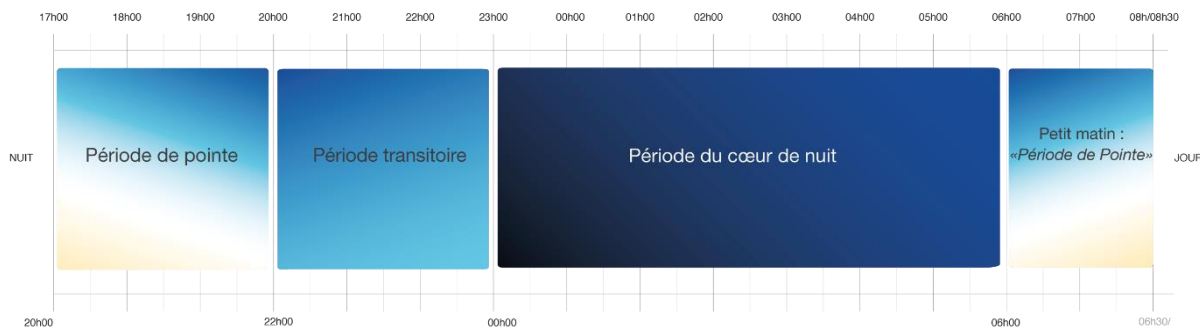 17h00 18h00 19h00 20h00 21h00 22h00 23h00 00h00 01h00 02h00 03h00 04h00 05h00 06h00 07h00 08h/08h30
Petit matin :
NUIT Période de pointe Période transitoire Période du cœur de nuit «Période de Pointe» JOUR
20h00 22h00 00h00 06h00 06h30/